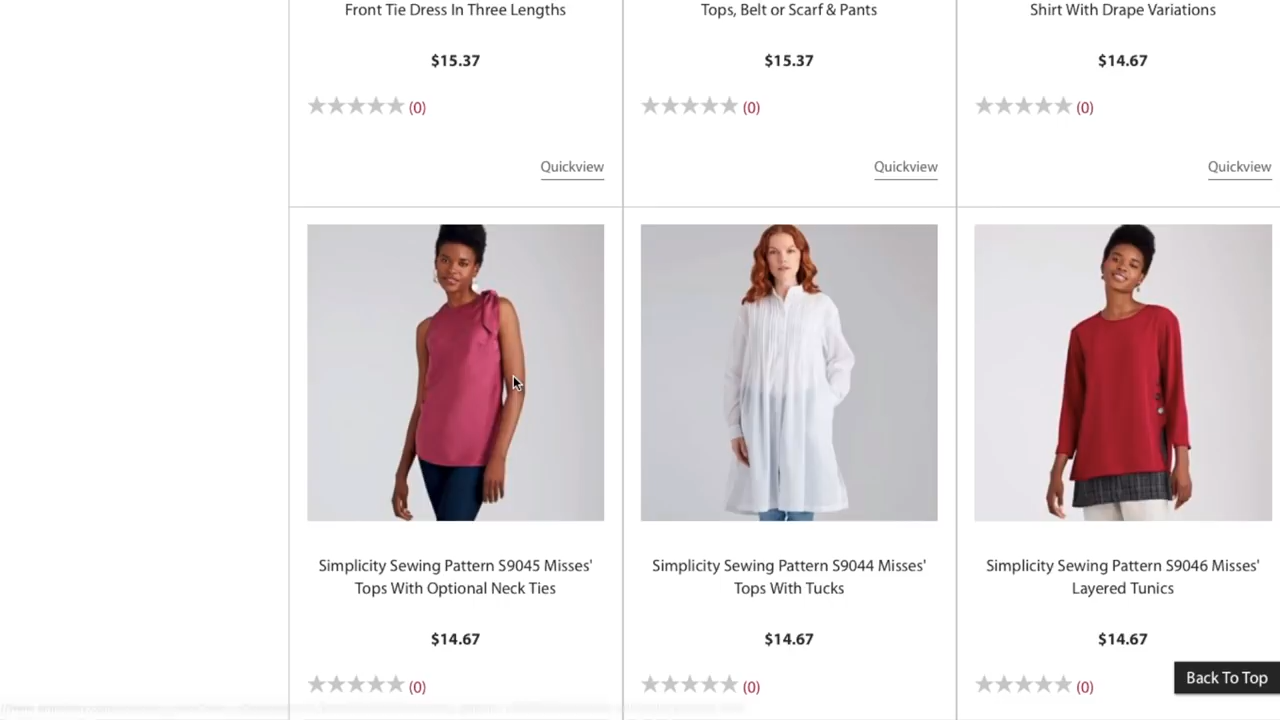 Front Tie Dress In Three Lengths
Tops, Belt or Scarf & Pants
Shirt With Drape Variations
$15.37
$15.37
$14.67
(0)
(0)
(0)
Quickview
Quickview
Quickview
Simplicity Sewing Pattern S9045 Misses'
Tops With Optional Neck Ties
Simplicity Sewing Pattern S9044 Misses'
Tops With Tucks
Simplicity Sewing Pattern S9046 Misses'
Layered Tunics
$14.67
$14.67
$14.67
(0)
(0)
(0)
Back To Top